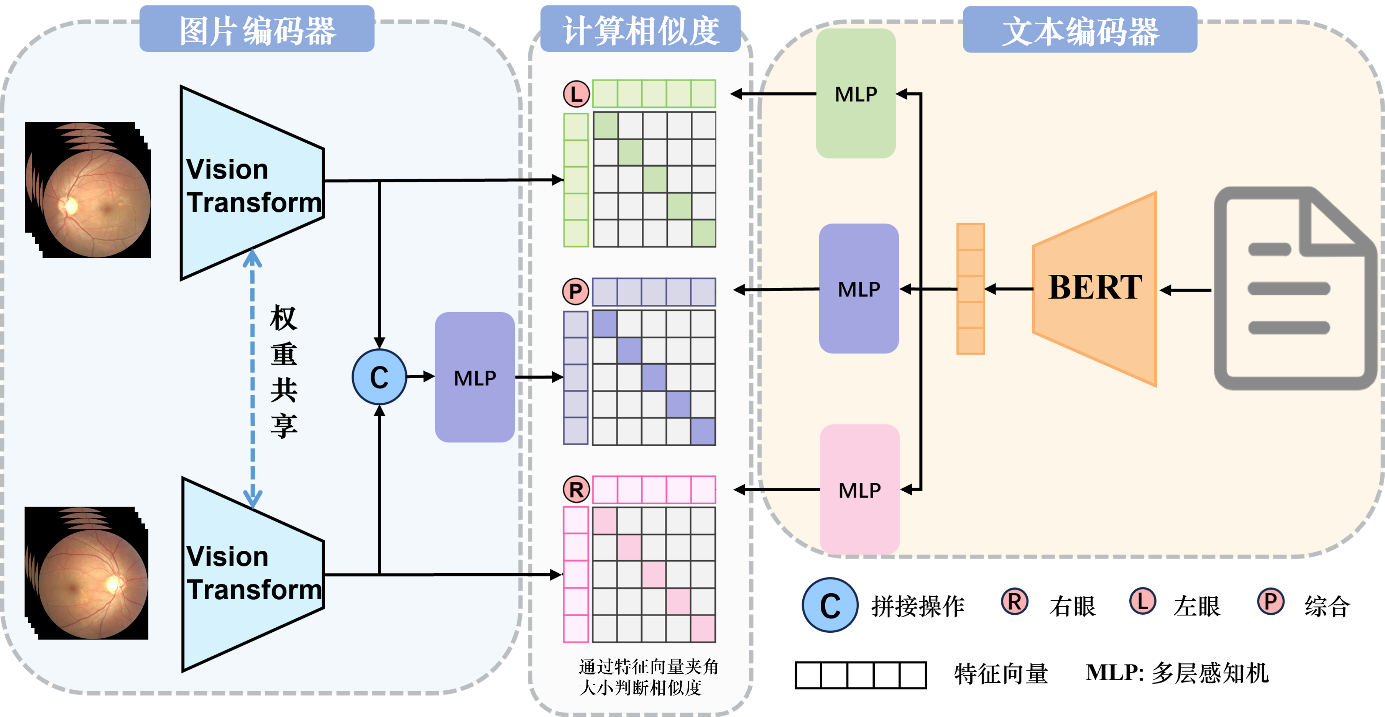 图片编码器
计算相似度
文本编码器
Vision
Transform
权
重
共
享
Vision
Transform
C
MLP
L
P
R
通过特征向量夹角
大小判断相似度
MLP
MLP
MLP
BERT
C 拼接操作 R 右眼 L 左眼 P 综合
特征向量 MLP: 多层感知机